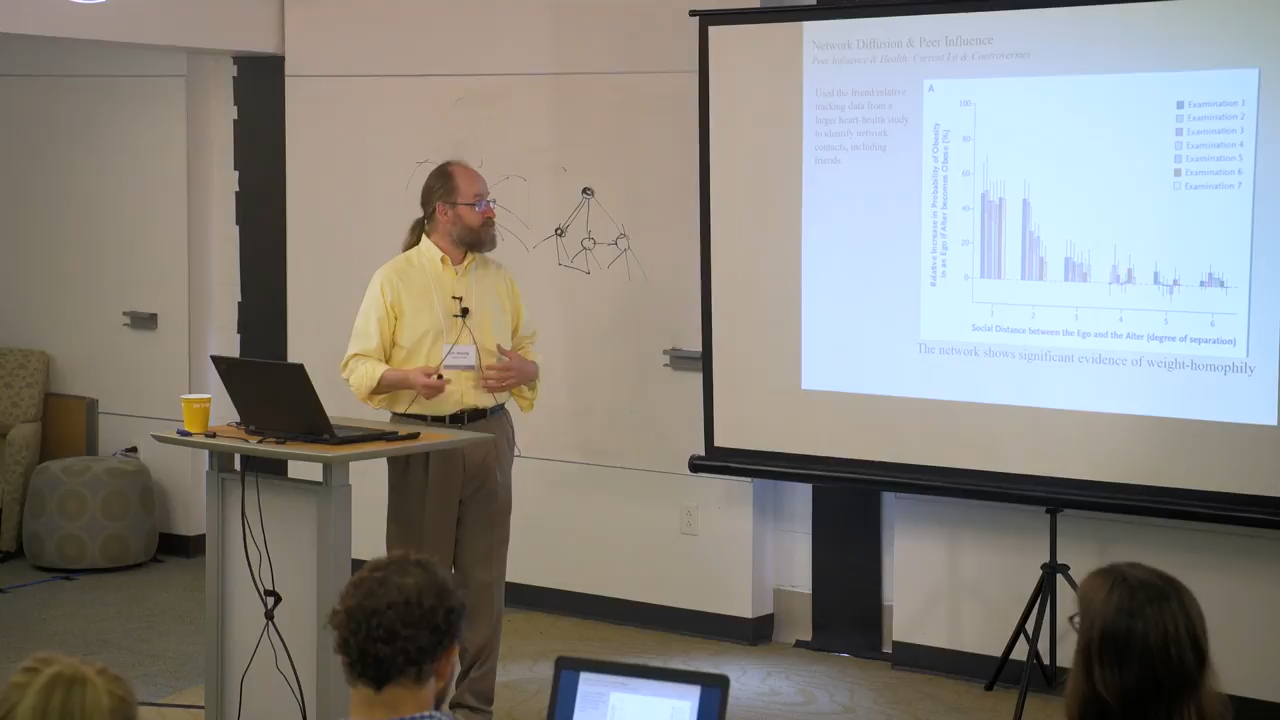 Network Diffusion & Peer Influence
Peer Influence & Health: Current Lit & Controversies
Used the friend/relative
tracking data from a
larger heart-health study
to identify network
contacts, including
friends.
A
Relative Increase in Probability of Obesity
in an Ego if Alter Becomes Obese (%)
100
80
60
40
20
0
1
2
3
4
5
6
Examination 1
Examination 2
Examination 3
Examination 4
Examination 5
Examination 6
Examination 7
Social Distance between the Ego and the Alter (degree of separation)
The network shows significant evidence of weight-homophily